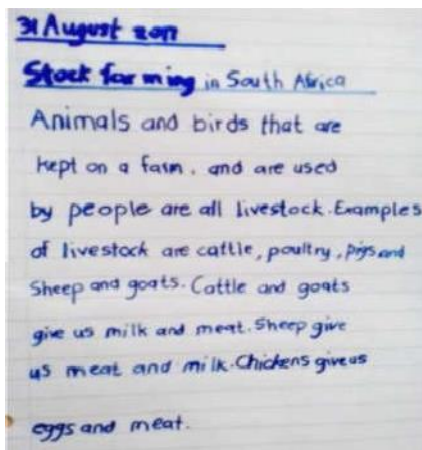 31 August 2017
Stock farming in South Africa
Animals and birds that are
kept on a farm, and are used
by people are all livestock. Examples
of livestock are cattle, poultry, pigs and
Sheep and goats. Cattle and goats
give us milk and meat. Sheep give
us meat and milk. Chickens give us
eggs and meat.